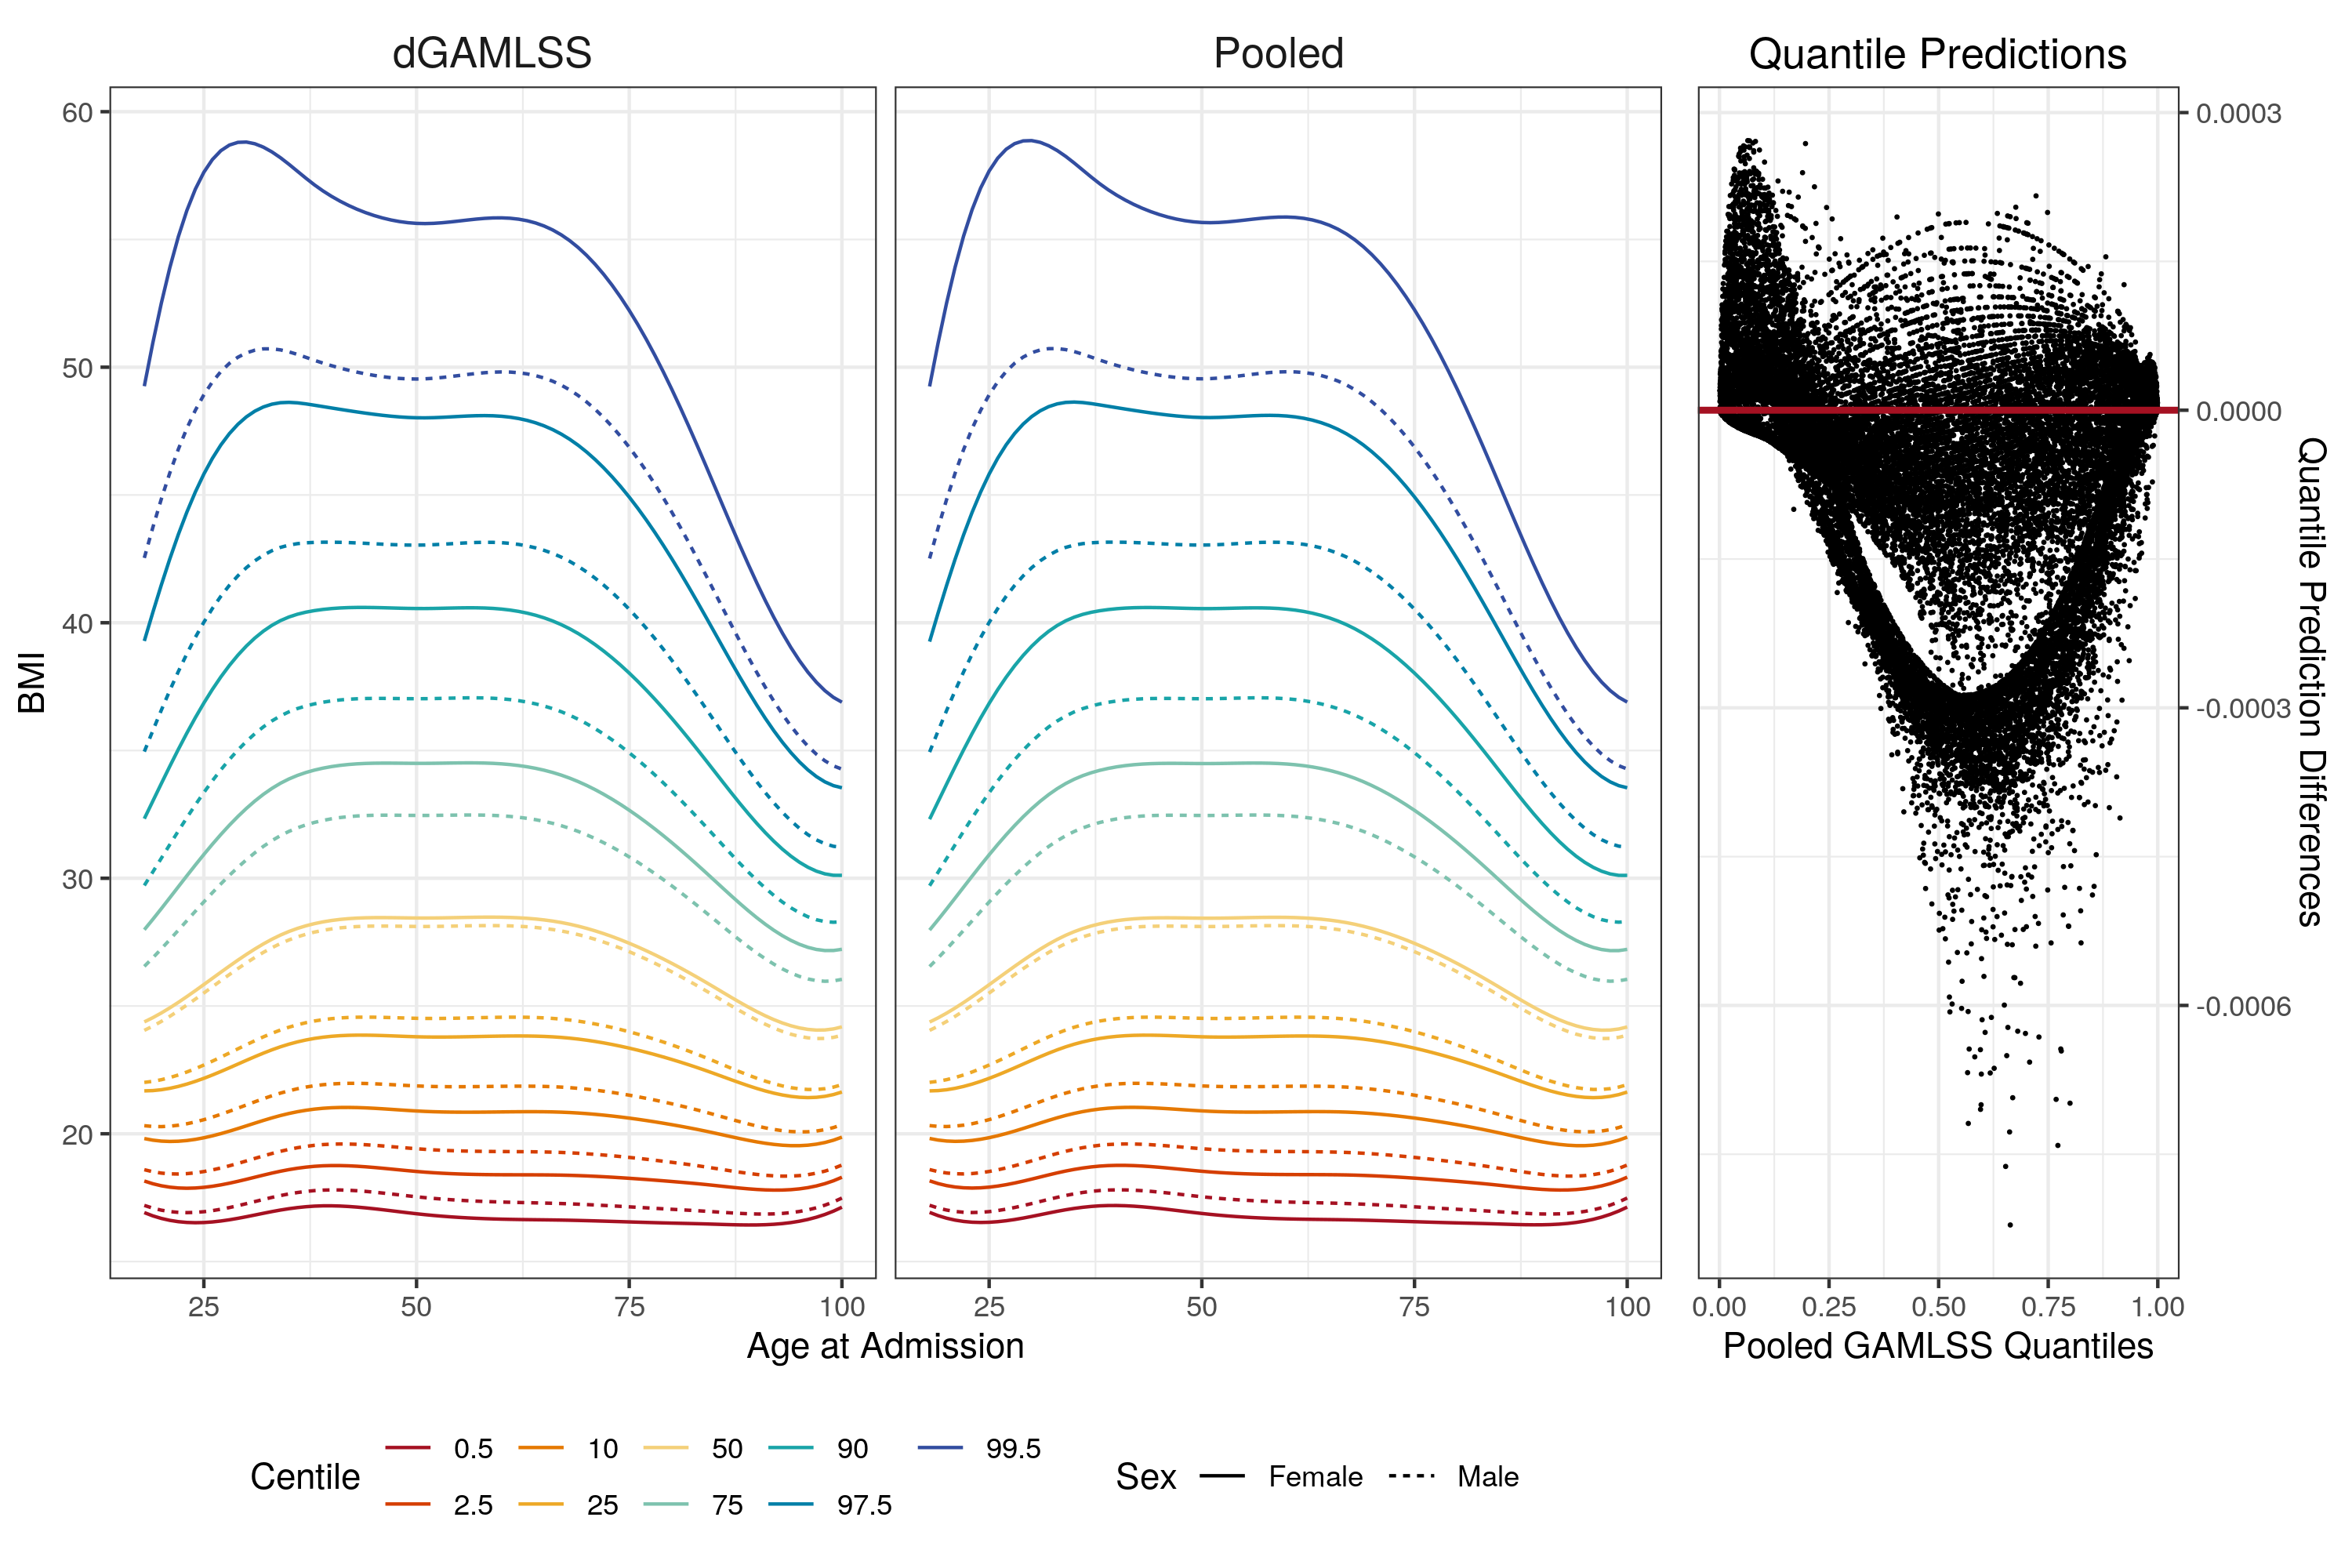 dGAMLSS
Pooled
Quantile Predictions
BMI
60
50
40
30
20
25
50
75
100
25
50
75
100
Age at Admission
0.0003
0.0000
-0.0003
-0.0006
Quantile Prediction Differences
0.00
0.25
0.50
0.75
1.00
Pooled GAMLSS Quantiles
Centile
0.5
10
50
90
99.5
2.5
25
75
97.5
Sex
Female
Male